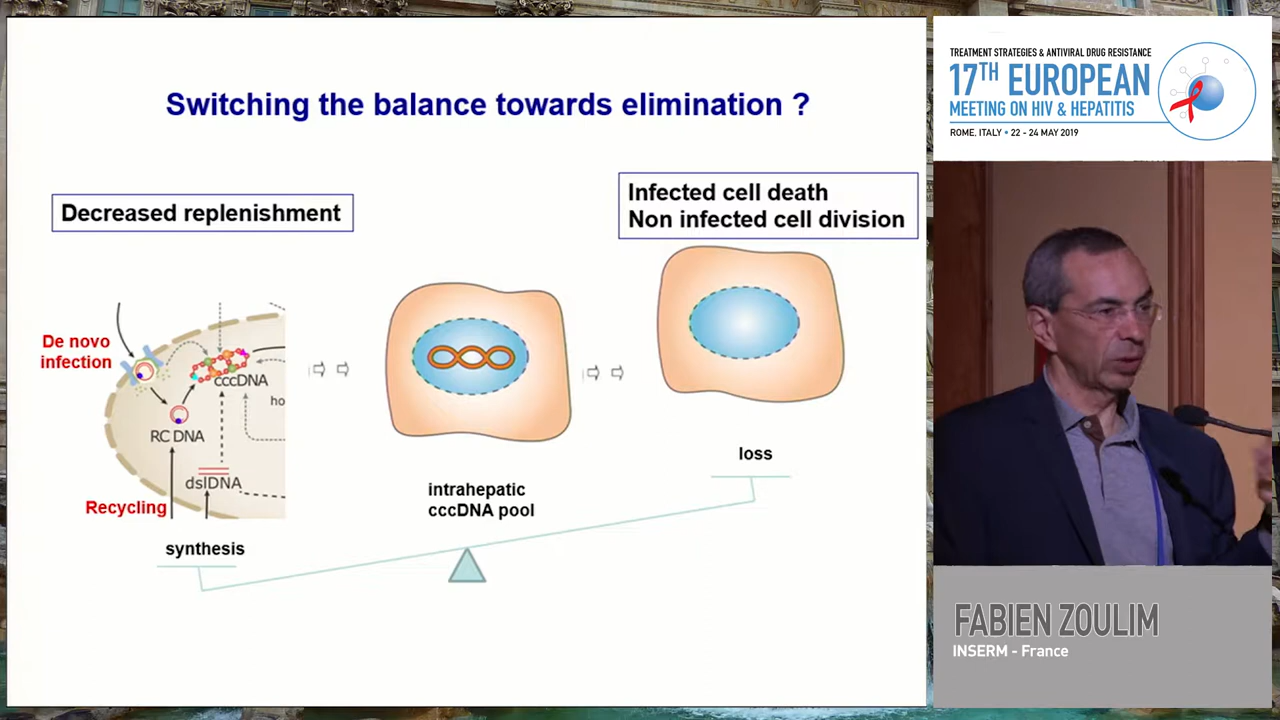 Switching the balance towards elimination ?
Decreased replenishment
Infected cell death
Non infected cell division
De novo
infection
cccDNA
ho
RC DNA
dslDNA
Recycling
synthesis
intrahepatic
cccDNA pool
loss
TREATMENT STRATEGIES & ANTIVIRAL DRUG RESISTANCE
17TH EUROPEAN
MEETING ON HIV & HEPATITIS
ROME, ITALY • 22 - 24 MAY 2019
FABIEN ZOULIM
INSERM - France